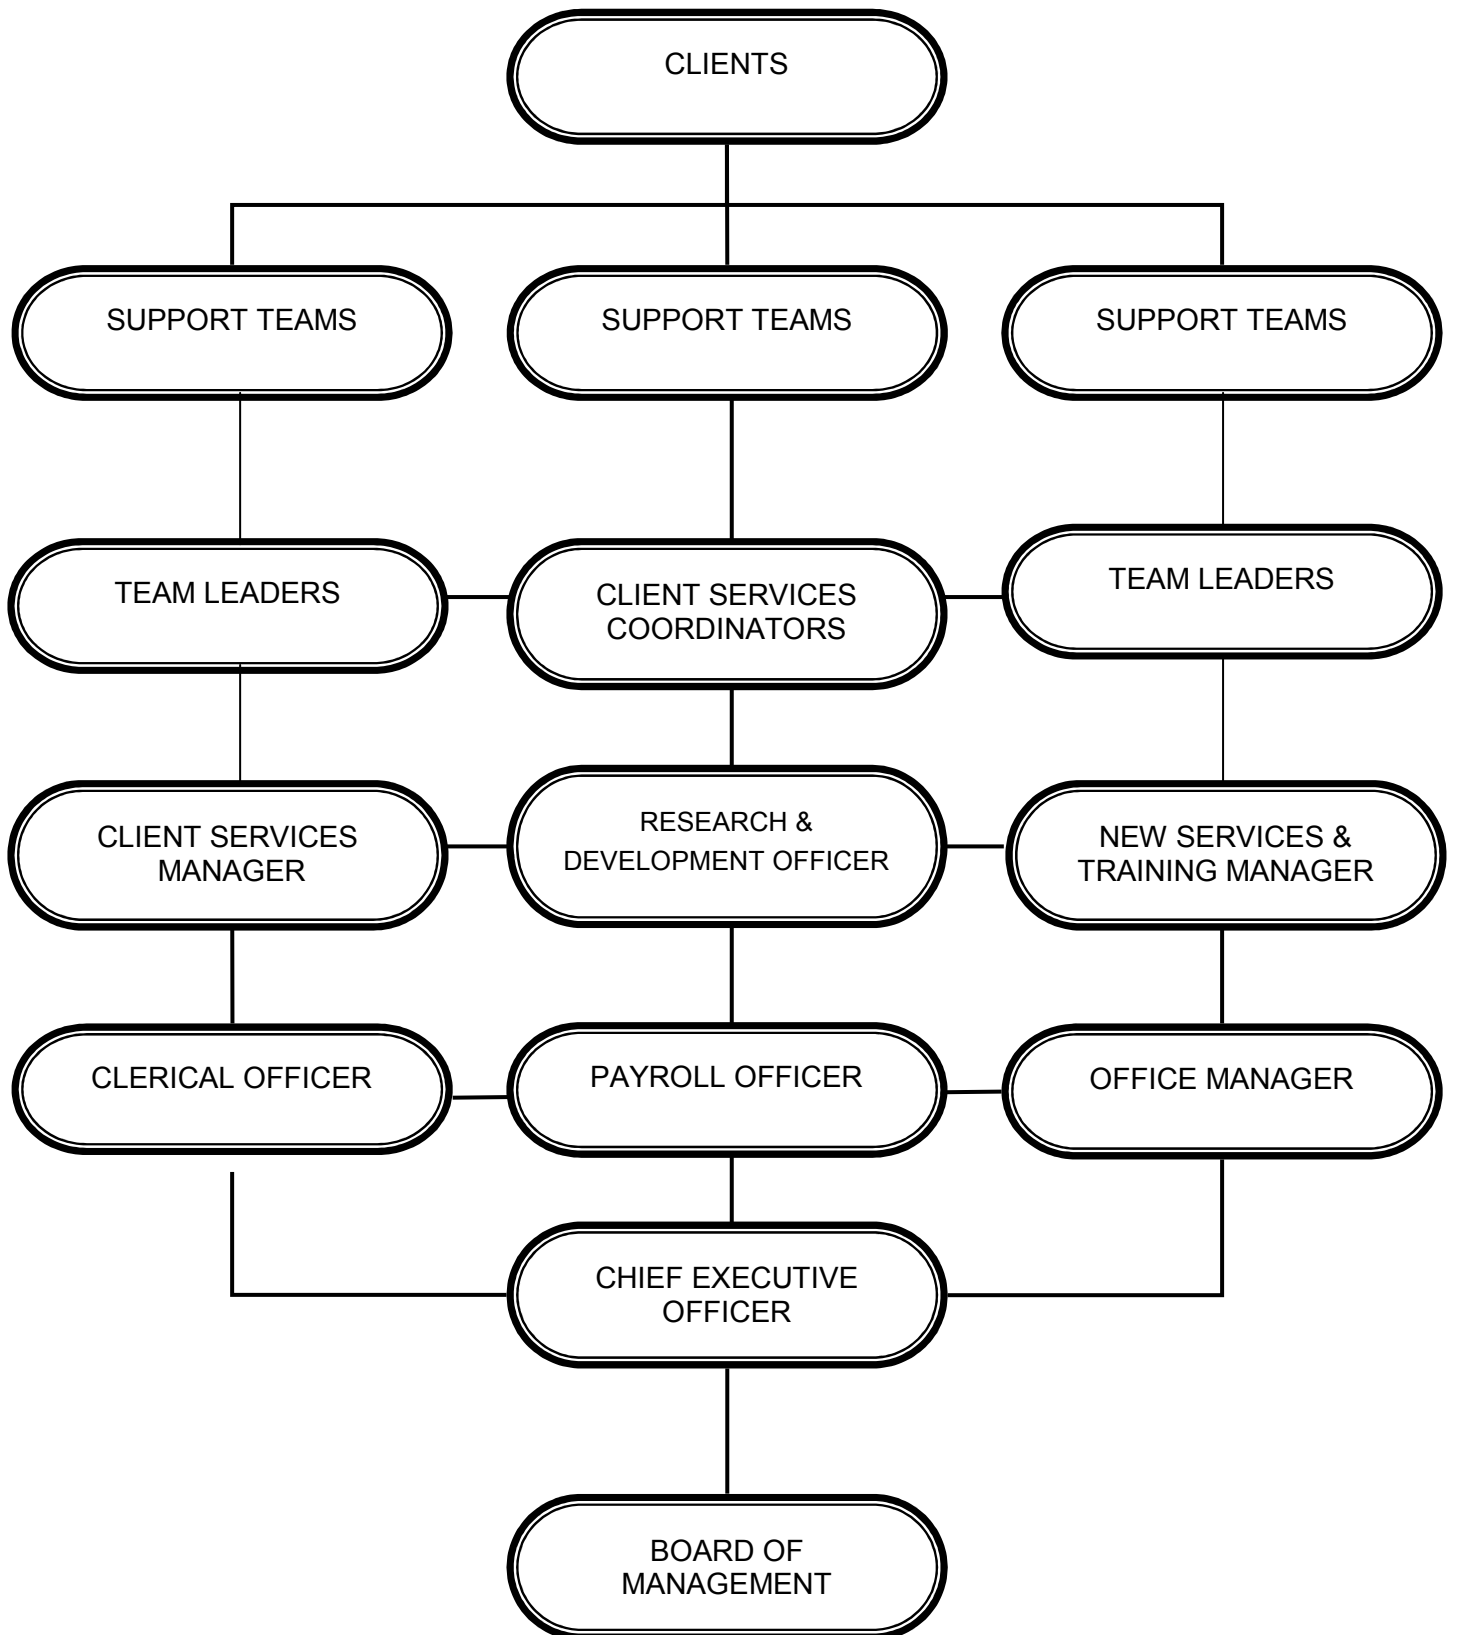 CLIENTS
SUPPORT TEAMS
SUPPORT TEAMS
SUPPORT TEAMS
TEAM LEADERS
CLIENT SERVICES
COORDINATORS
TEAM LEADERS
CLIENT SERVICES
MANAGER
RESEARCH &
DEVELOPMENT OFFICER
NEW SERVICES &
TRAINING MANAGER
CLERICAL OFFICER
PAYROLL OFFICER
OFFICE MANAGER
CHIEF EXECUTIVE
OFFICER
BOARD OF
MANAGEMENT